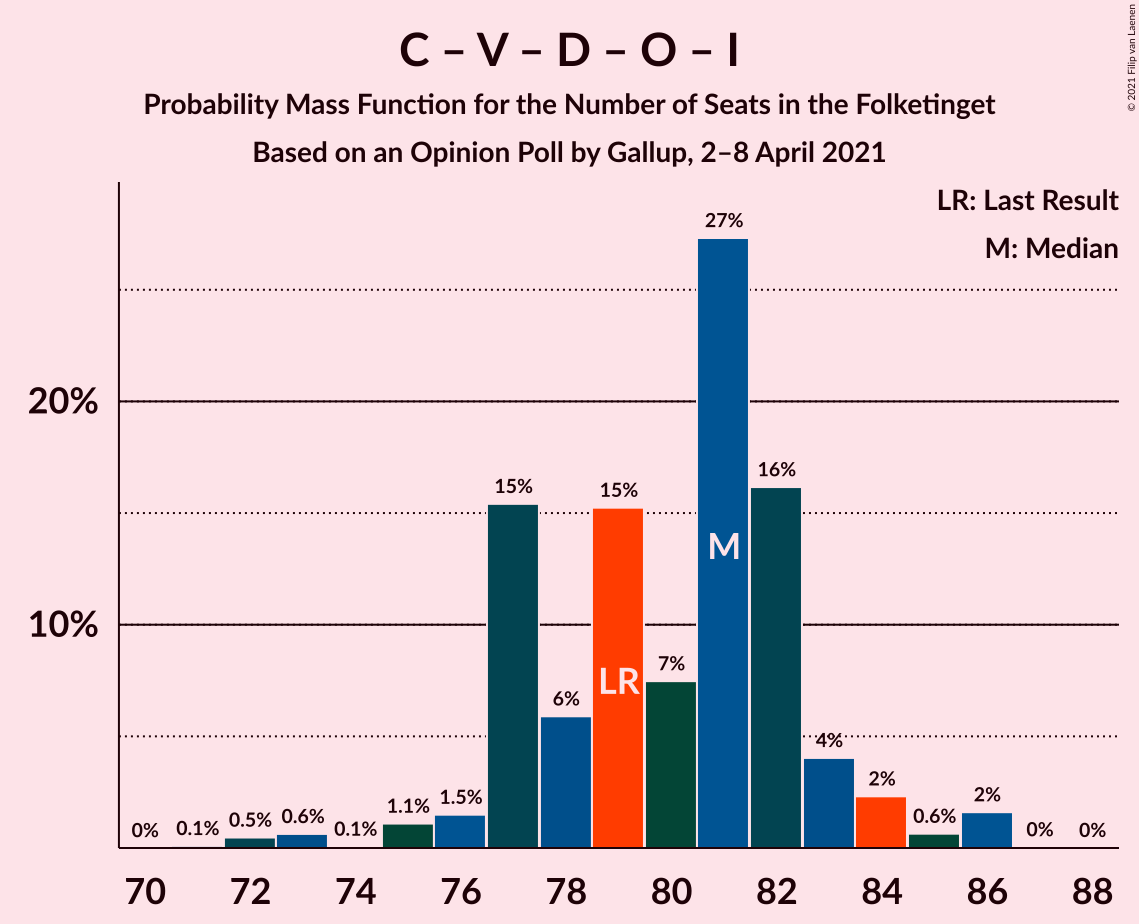 C – V – D – O – I
Probability Mass Function for the Number of Seats in the Folketinget
Based on an Opinion Poll by Gallup, 2–8 April 2021
© 2021 Filip van Laenen
LR: Last Result
M: Median
20%
10%
0%
0.1%
0.5%
0.6%
0.1%
1.1%
1.5%
15%
6%
15%
7%
27%
16%
4%
2%
0.6%
2%
0%
0%
LR
M
70 72 74 76 78 80 82 84 86 88